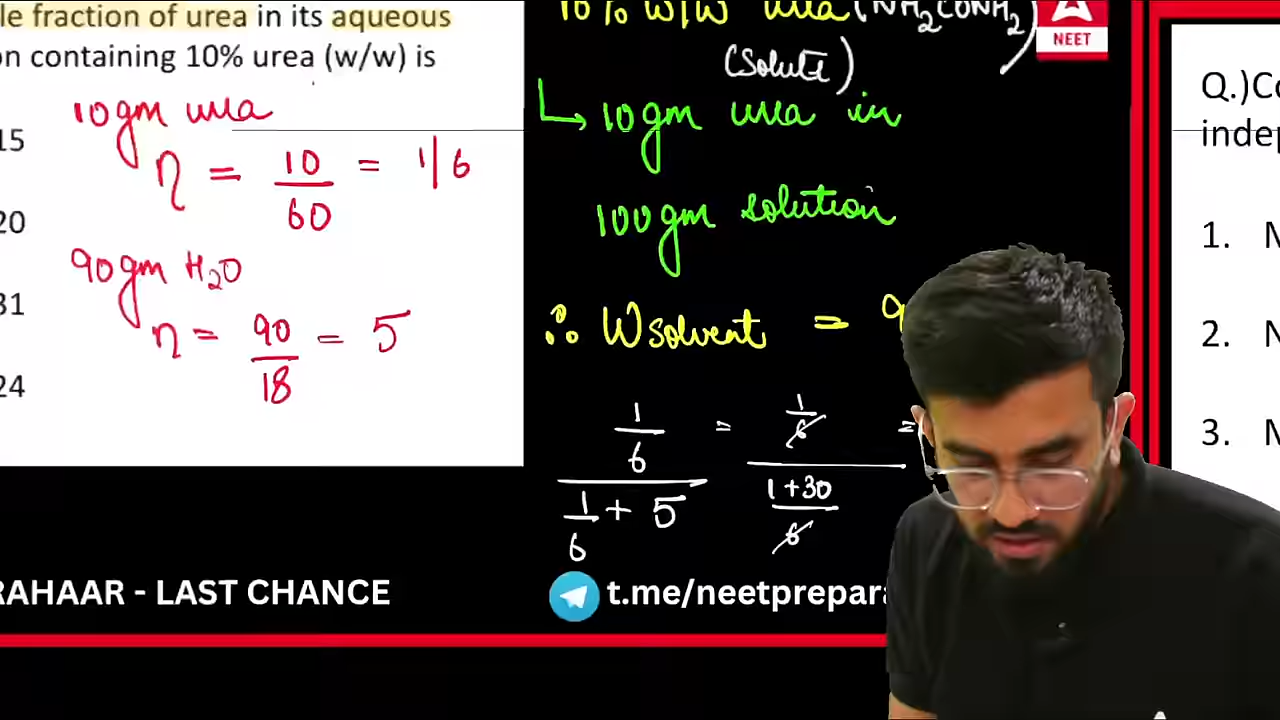 le fraction of urea in its aqueous
on containing 10% urea (w/w) is
10gm urea
η = 10/60 = 1/6
90gm H₂O
η = 90/18 = 5
15
20
31
24
10% w/w urea (NH₂CONH₂)
(Solute)
↳ 10gm urea in
100gm solution
∴ Wsolvent = 9
1/6 / 1/6 + 5 = 1/6 / 1+30/6 =
NEET
Q.)Co
indep
1. N
2. N
3. N
RAHAAR - LAST CHANCE
t.me/neetprepara